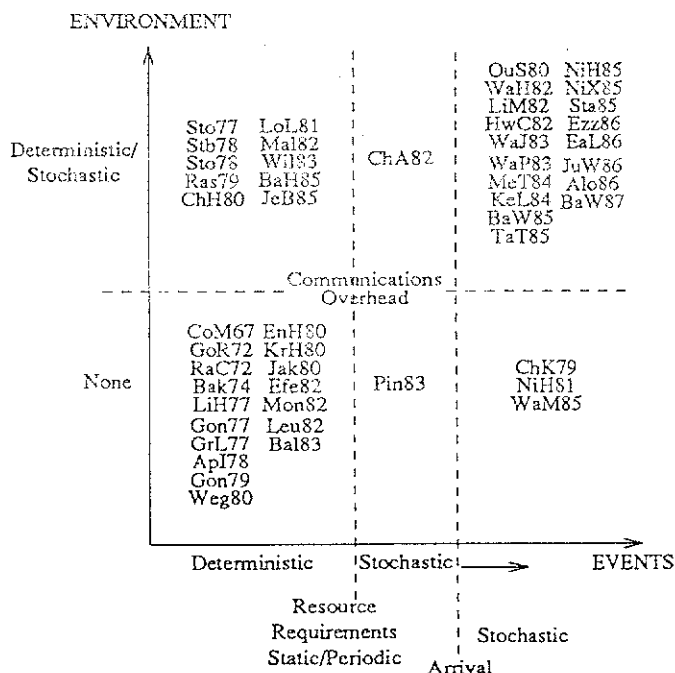 ENVIRONMENT
OuS80 NiH85
WaH82 NiX85
LiM82 Sta85
HwC82 Ezz86
WaJ83 EaL86
WaP83 JuW86
McT84 Alo86
KeL84 BaW87
BaW85
TaT85
Deterministic/
Stochastic
Sto77 LoL81
Stb78 Mal82
Sto78 Wil83
Ras79 BaH85
ChH80 JeB85
ChA82
Communications
Overhead
None
CoM67 EnH80
GoR72 KrH80
RaC72 Jak80
Bak74 Efe82
LiH77 Mon82
Gon77 Leu82
GrL77 Bal83
ApI78
Gon79
Weg80
Pin83
ChK79
NiH81
WaM85
Deterministic Stochastic EVENTS
Resource
Requirements
Static/Periodic
Stochastic
Arrival